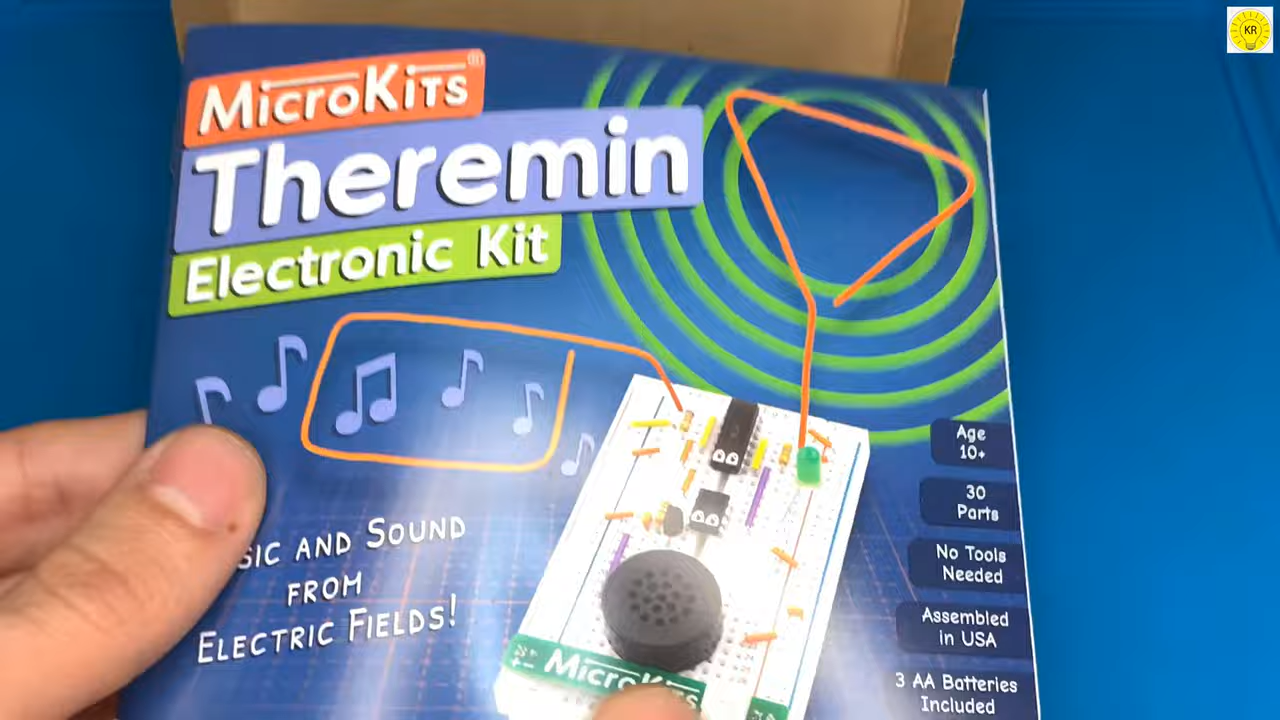 KR
MicroKits®
Theremin
Electronic Kit
Age
10+
30
Parts
No Tools
Needed
Assembled
in USA
3 AA Batteries
Included
sic and Sound
from
Electric Fields!
MicroKits